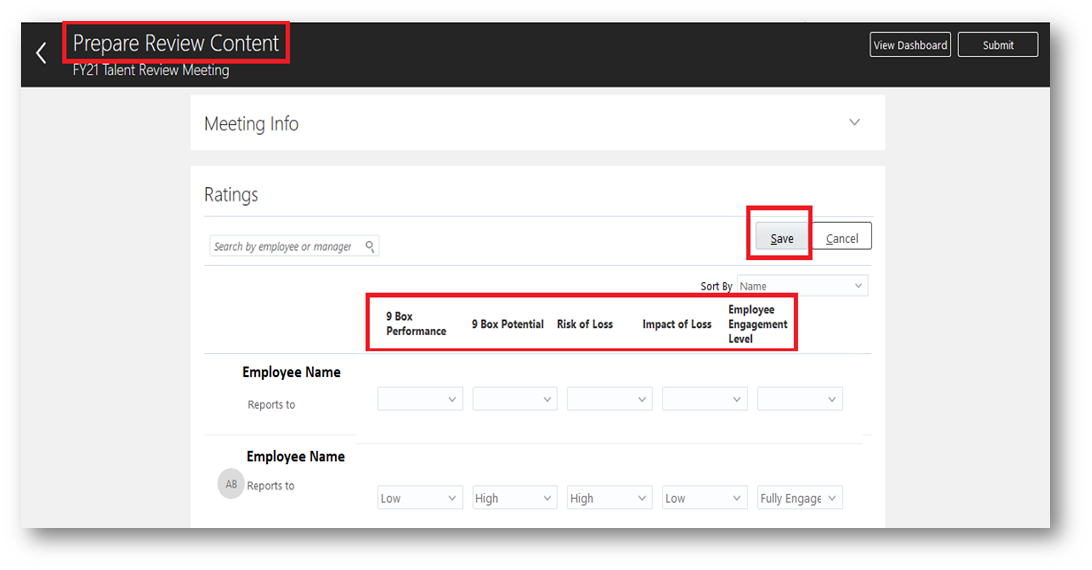 Prepare Review Content
FY21 Talent Review Meeting
View Dashboard
Submit
Meeting Info
Ratings
Search by employee or manager
Save
Cancel
Sort By Name
9 Box
Performance
9 Box Potential
Risk of Loss
Impact of Loss
Employee
Engagement
Level
Employee Name
Reports to
Employee Name
AB
Reports to
Low
High
High
Low
Fully Engage